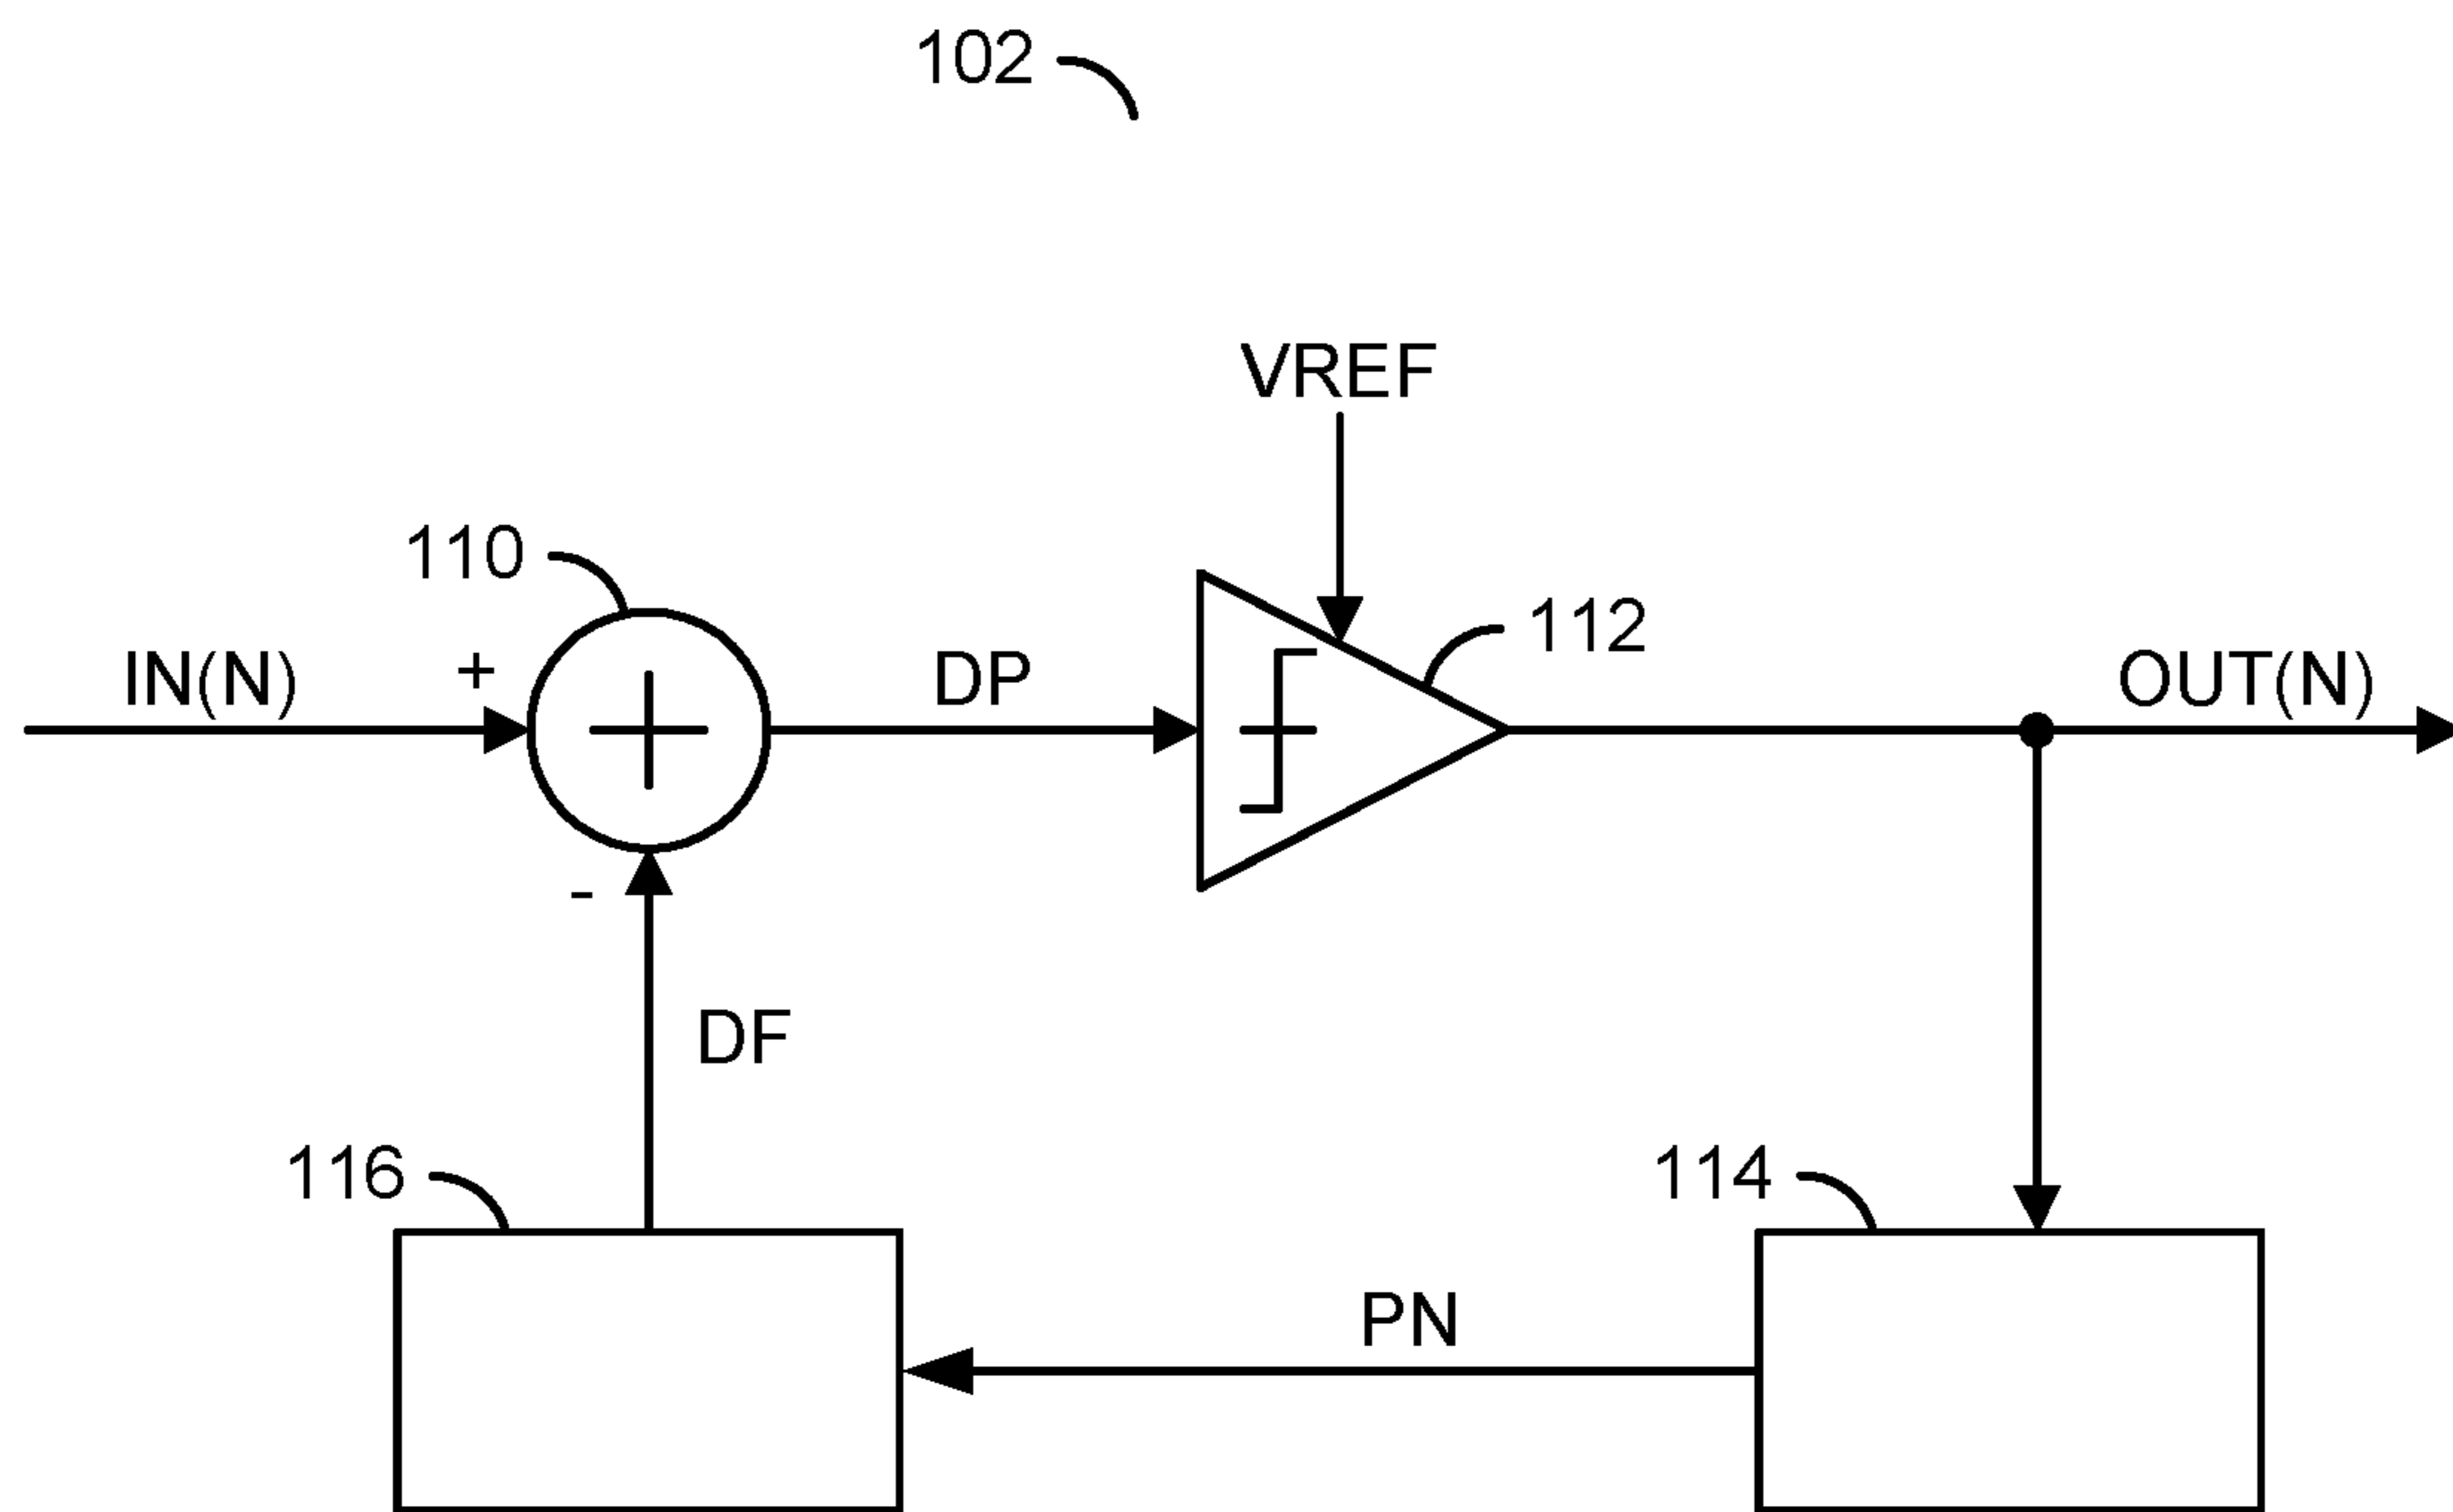 102
VREF
110
112
IN(N)
+
DP
OUT(N)
-
DF
116
114
PN